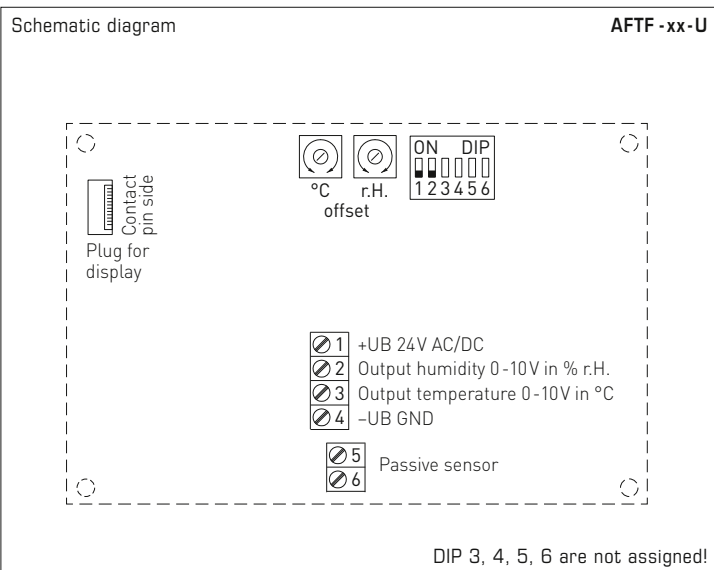 Schematic diagram
AFTF -xx-U
ON DIP
1 2 3 4 5 6
°C r.H.
offset
Contact
pin side
Plug for
display
1 +UB 24V AC/DC
2 Output humidity 0-10V in % r.H.
3 Output temperature 0-10V in °C
4 –UB GND
5
6
Passive sensor
DIP 3, 4, 5, 6 are not assigned!